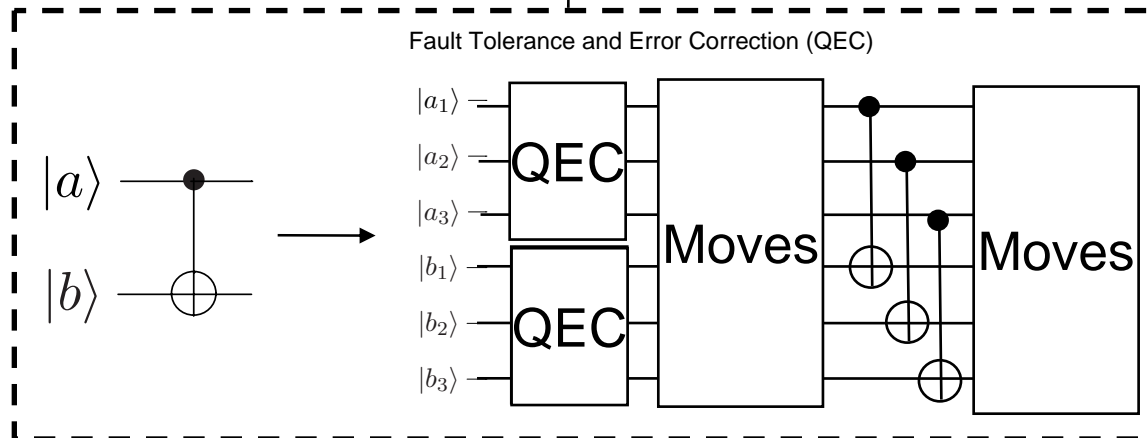 Fault Tolerance and Error Correction (QEC)
|a⟩
|b⟩
|a₁⟩
|a₂⟩
|a₃⟩
|b₁⟩
|b₂⟩
|b₃⟩
QEC
QEC
Moves
Moves